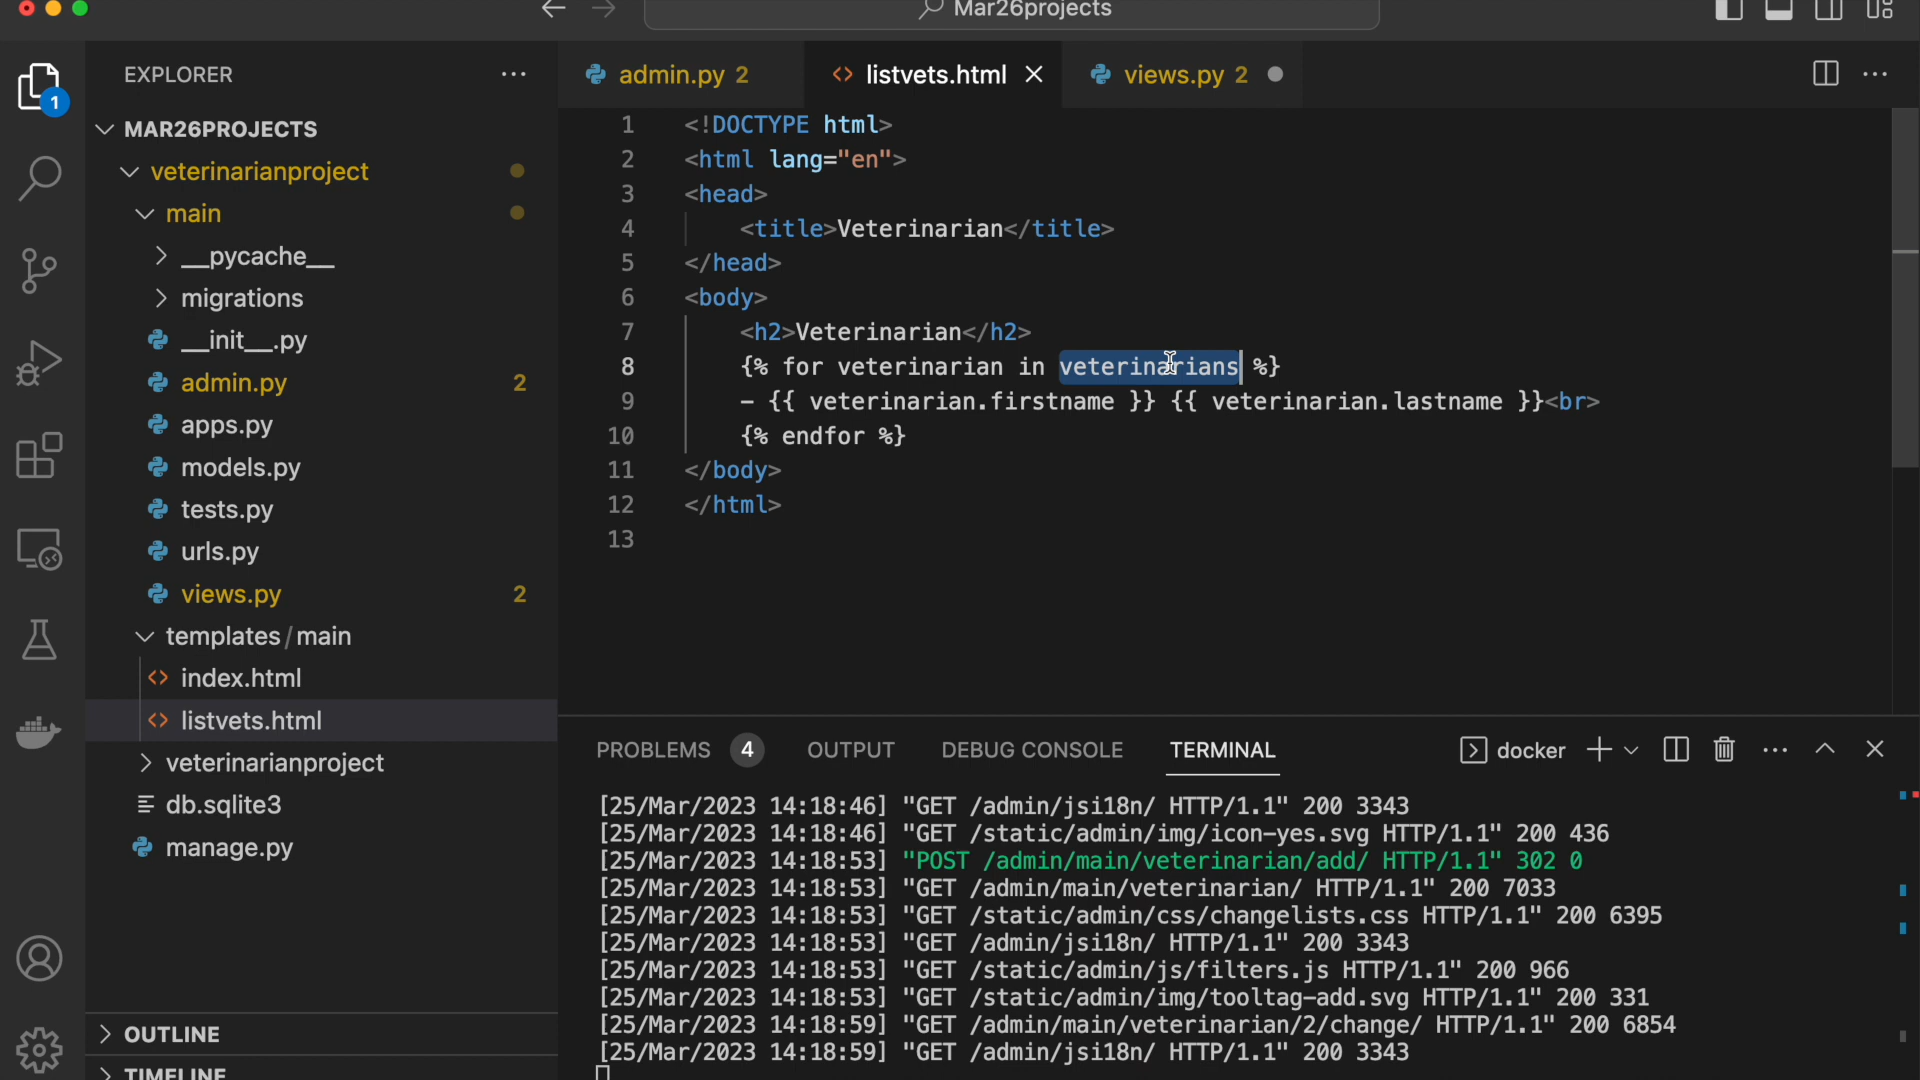 Mar26projects
EXPLORER
admin.py 2
listvets.html
views.py 2
1
MAR26PROJECTS
veterinarianproject
main
__pycache__
migrations
__init__.py
admin.py 2
apps.py
models.py
tests.py
urls.py
views.py 2
templates/main
index.html
listvets.html
veterinarianproject
db.sqlite3
manage.py
OUTLINE
TIMELINE
1 <!DOCTYPE html>
2 <html lang="en">
3 <head>
4 <title>Veterinarian</title>
5 </head>
6 <body>
7 <h2>Veterinarian</h2>
8 {% for veterinarian in veterinarians %}
9 - {{ veterinarian.firstname }} {{ veterinarian.lastname }}<br>
10 {% endfor %}
11 </body>
12 </html>
13
PROBLEMS 4 OUTPUT DEBUG CONSOLE TERMINAL docker
[25/Mar/2023 14:18:46] "GET /admin/jsi18n/ HTTP/1.1" 200 3343
[25/Mar/2023 14:18:46] "GET /static/admin/img/icon-yes.svg HTTP/1.1" 200 436
[25/Mar/2023 14:18:53] "POST /admin/main/veterinarian/add/ HTTP/1.1" 302 0
[25/Mar/2023 14:18:53] "GET /admin/main/veterinarian/ HTTP/1.1" 200 7033
[25/Mar/2023 14:18:53] "GET /static/admin/css/changelists.css HTTP/1.1" 200 6395
[25/Mar/2023 14:18:53] "GET /admin/jsi18n/ HTTP/1.1" 200 3343
[25/Mar/2023 14:18:53] "GET /static/admin/js/filters.js HTTP/1.1" 200 966
[25/Mar/2023 14:18:53] "GET /static/admin/img/tooltag-add.svg HTTP/1.1" 200 331
[25/Mar/2023 14:18:59] "GET /admin/main/veterinarian/2/change/ HTTP/1.1" 200 6854
[25/Mar/2023 14:18:59] "GET /admin/jsi18n/ HTTP/1.1" 200 3343